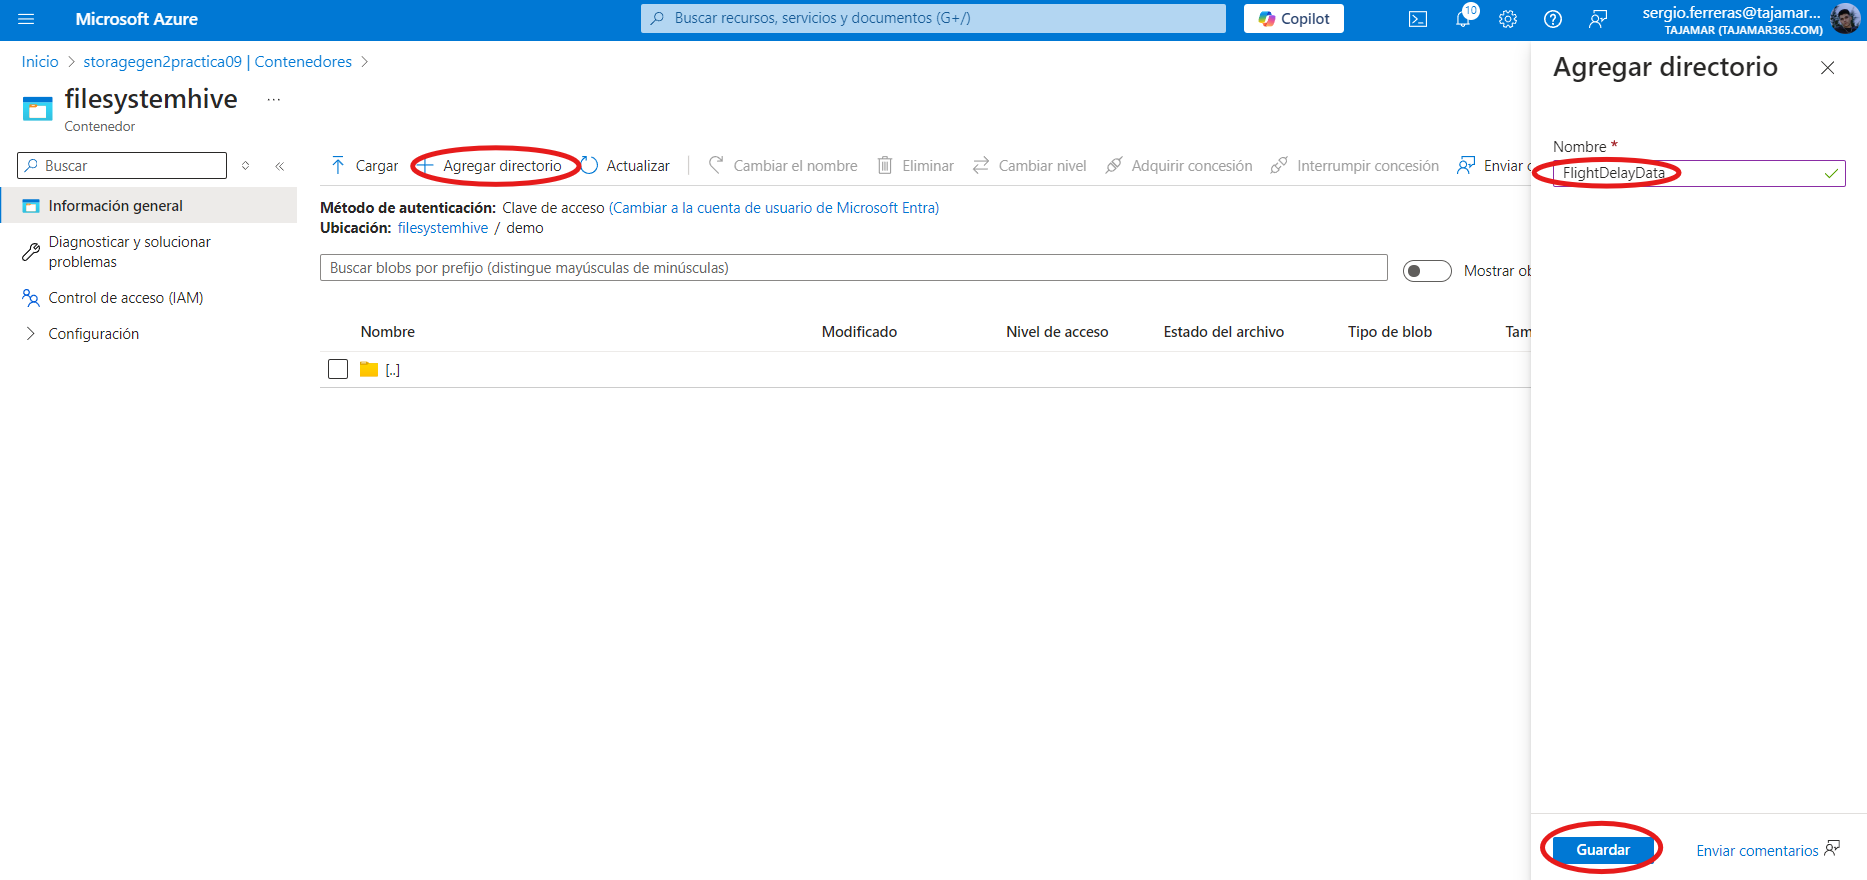 Microsoft Azure
Buscar recursos, servicios y documentos (G+/)
Copilot
10
sergio.ferreras@tajamar...
TAJAMAR (TAJAMAR365.COM)
Inicio > storagegen2practica09 | Contenedores >
filesystemhive ...
Contenedor
Buscar
Información general
Diagnosticar y solucionar
problemas
Control de acceso (IAM)
Configuración
Cargar
Agregar directorio
Actualizar
Cambiar el nombre
Eliminar
Cambiar nivel
Adquirir concesión
Interrumpir concesión
Enviar c
Método de autenticación: Clave de acceso (Cambiar a la cuenta de usuario de Microsoft Entra)
Ubicación: filesystemhive / demo
Buscar blobs por prefijo (distingue mayúsculas de minúsculas)
Mostrar ob
Nombre Modificado Nivel de acceso Estado del archivo Tipo de blob Tam
[..]
Agregar directorio
Nombre *
FlightDelayData
Guardar
Enviar comentarios